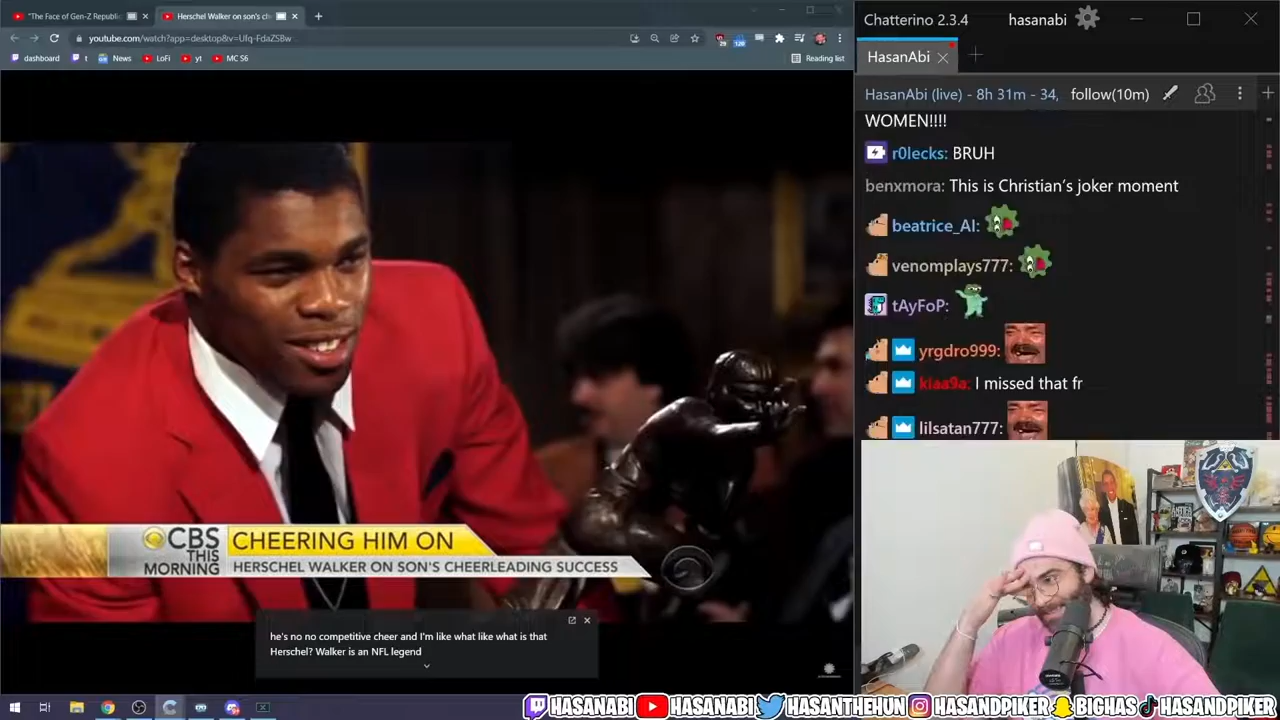 "The Face of Gen-Z Republic
Herschel Walker on son's ch
youtube.com/watch?app=desktop&v=Ufq-FdaZSBw...
dashboard
t
News
LoFi
yt
MC S6
Reading list
Chatterino 2.3.4
hasanabi
HasanAbi
HasanAbi (live) - 8h 31m - 34,
follow(10m)
WOMEN!!!!
r0lecks: BRUH
benxmora: This is Christian's joker moment
beatrice_AI:
venomplays777:
tAyFoP:
yrgdro999:
kiaa9a: I missed that fr
lilsatan777:
CBS
THIS
MORNING
CHEERING HIM ON
HERSCHEL WALKER ON SON'S CHEERLEADING SUCCESS
he's no no competitive cheer and I'm like what like what is that
Herschel? Walker is an NFL legend
HASANABI
HASANABI
HASANTHEHUN
HASANDPIKER
BIGHAS
HASANDPIKER